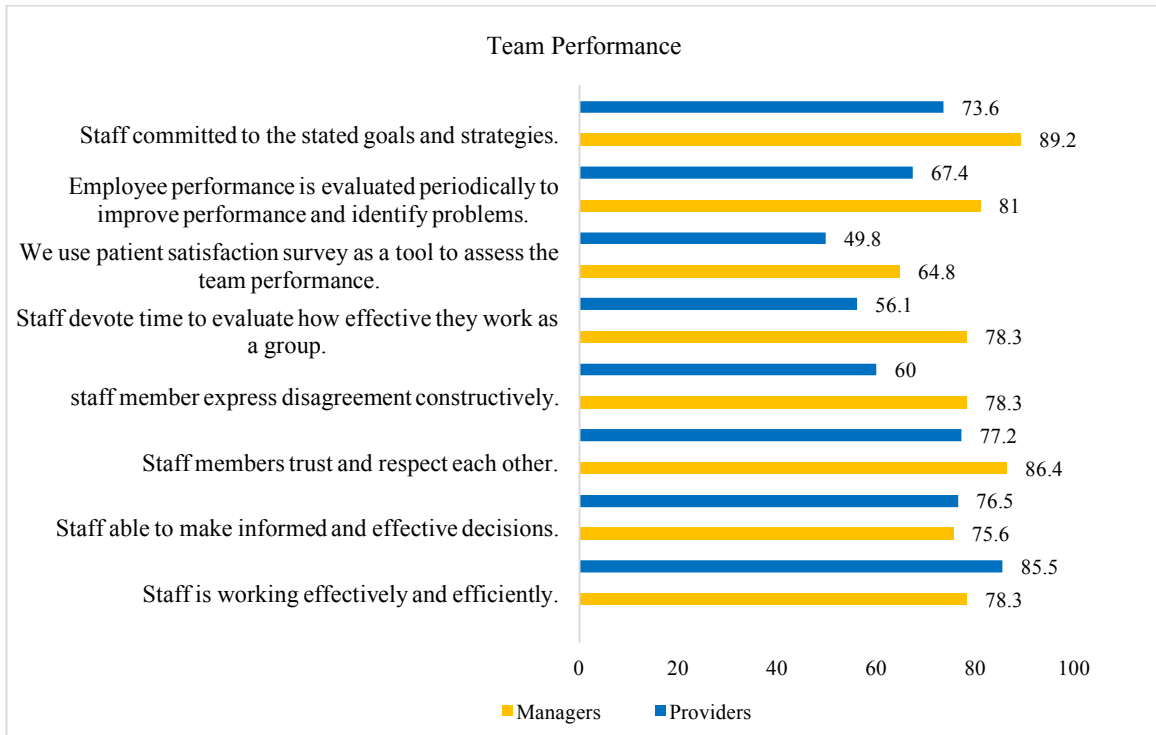 Team Performance
73.6
Staff committed to the stated goals and strategies.
89.2
67.4
Employee performance is evaluated periodically to
improve performance and identify problems.
81
49.8
We use patient satisfaction survey as a tool to assess the
team performance.
64.8
56.1
Staff devote time to evaluate how effective they work as
a group.
78.3
60
staff member express disagreement constructively.
78.3
77.2
Staff members trust and respect each other.
86.4
76.5
Staff able to make informed and effective decisions.
75.6
85.5
Staff is working effectively and efficiently.
78.3
0 20 40 60 80 100
Managers Providers